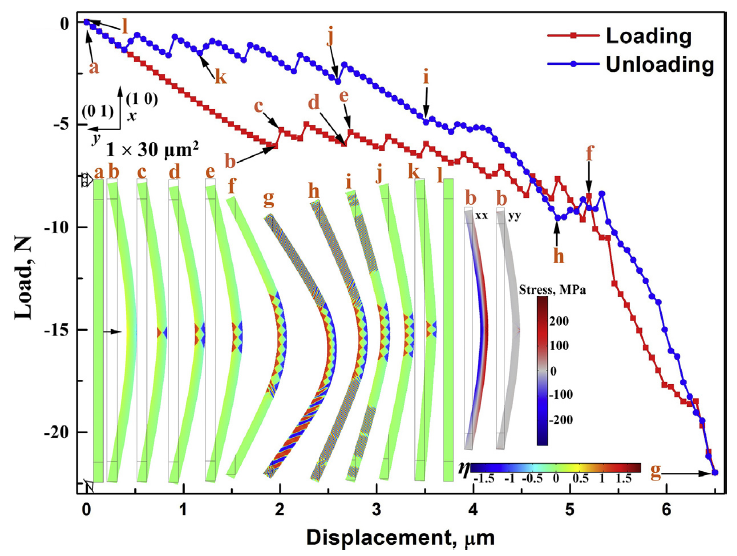 0
-5
-10
-15
-20
Load, N
0
1
2
3
4
5
6
Displacement, μm
Loading
Unloading
l
a
k
j
i
c
d
e
b
f
h
g
(0 1)
(1 0)
x
y
1 × 30 μm²
a b c d e f g h i j k l
b xx
b yy
Stress, MPa
200
100
0
-100
-200
η
-1.5 -1 -0.5 0 0.5 1 1.5